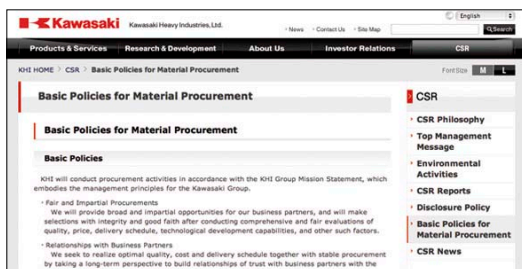 Kawasaki Kawasaki Heavy Industries, Ltd.
English
News Contact Us Site Map Search
Products & Services Research & Development About Us Investor Relations CSR
KHI HOME > CSR > Basic Policies for Material Procurement Font Size M L
Basic Policies for Material Procurement
Basic Policies for Material Procurement
Basic Policies
KHI will conduct procurement activities in accordance with the KHI Group Mission Statement, which
embodies the management principles for the Kawasaki Group.
· Fair and Impartial Procurements
We will provide broad and impartial opportunities for our business partners, and will make
selections with integrity and good faith after conducting comprehensive and fair evaluations of
quality, price, delivery schedule, technological development capabilities, and other such factors.
· Relationships with Business Partners
We seek to realize optimal quality, cost and delivery schedule together with stable procurement
by taking a long-term perspective to build relationships of trust with business partners with the
CSR
CSR Philosophy
Top Management
Message
Environmental
Activities
CSR Reports
Disclosure Policy
Basic Policies for
Material Procurement
CSR News